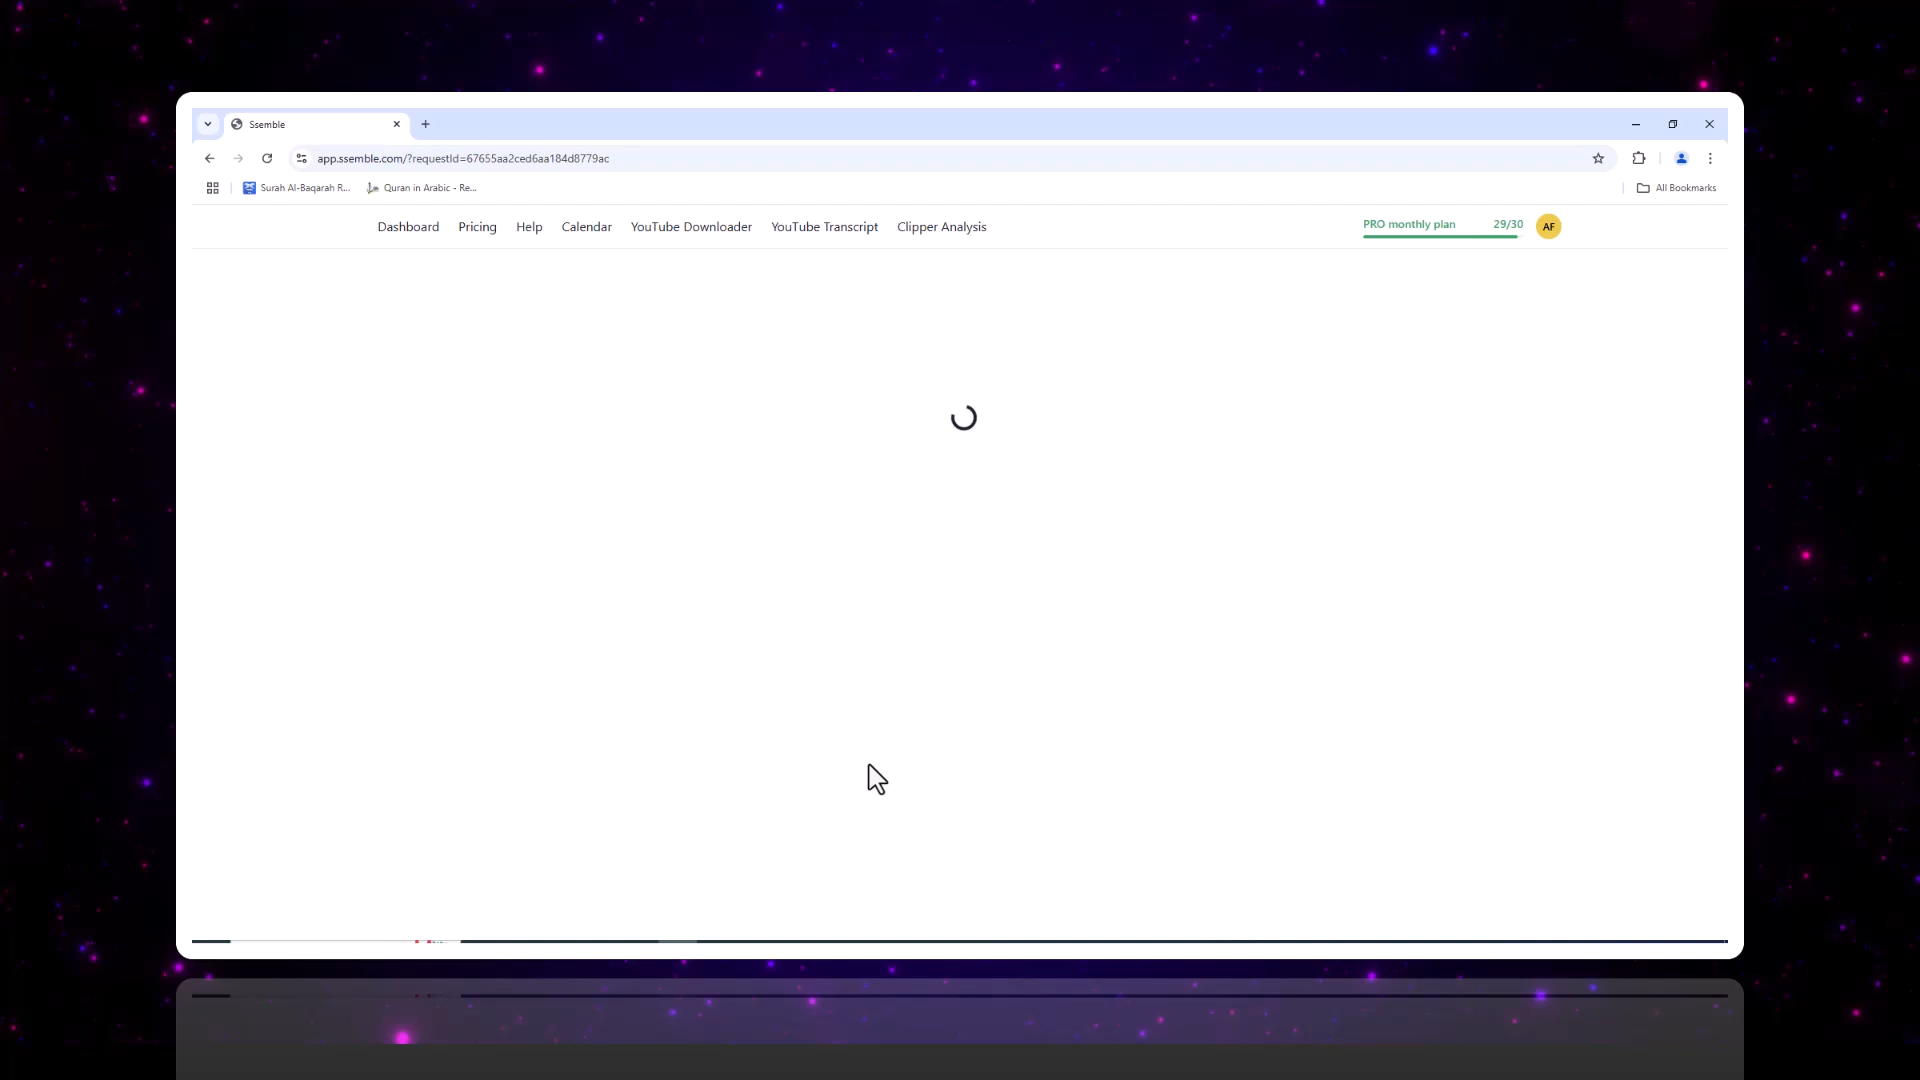 Ssemble
app.ssemble.com/?requestId=67655aa2ced6aa184d8779ac
Surah Al-Baqarah R...
Quran in Arabic - Re...
All Bookmarks
Dashboard
Pricing
Help
Calendar
YouTube Downloader
YouTube Transcript
Clipper Analysis
PRO monthly plan
29/30
AF